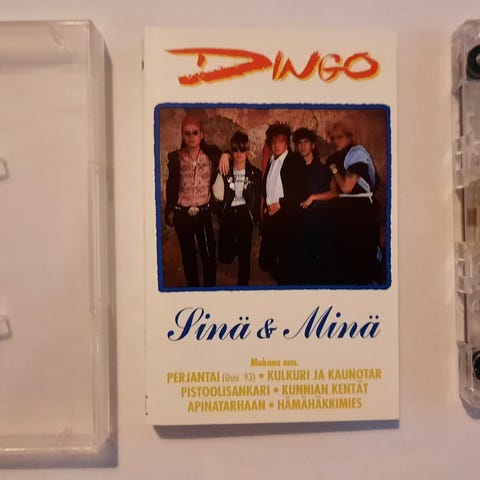 DINGO
Sinä & Minä
Mukana mm.
PERJANTAI (Uusi '93) • KULKURI JA KAUNOTAR
PISTOOLISANKARI • KUNNIAN KENTÄT
APINATARHAAN • HÄMÄHÄKKIMIES